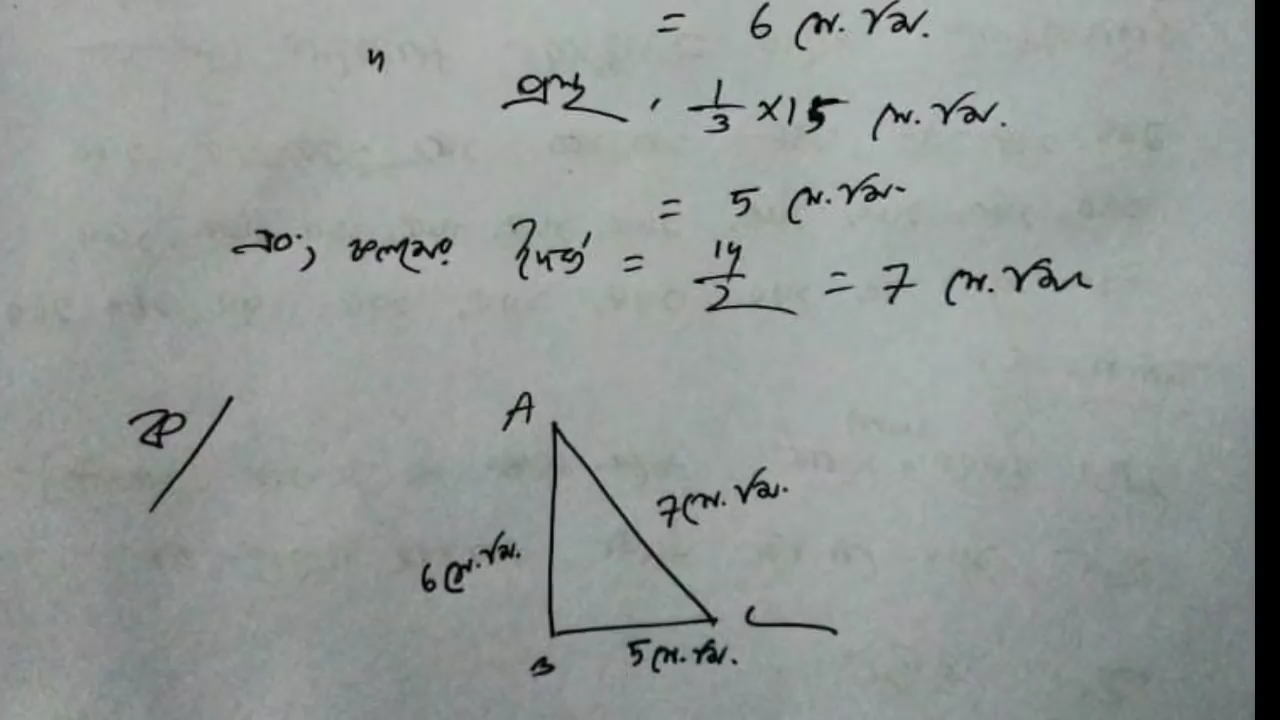 = 6 সে. মি.
" প্রস্থ , 1/3 ×15 সে. মি.
= 5 সে. মি.
= 14/2 = 7 সে. মি.
ক/
A
7 সে. মি.
6 সে. মি.
B
C
5 সে. মি.